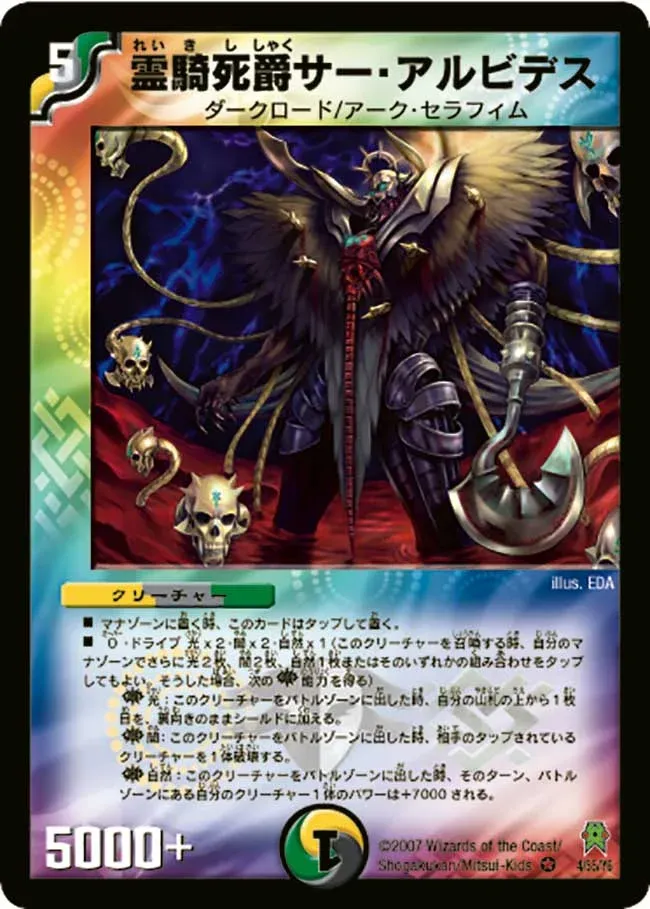 れいきししゃく
5
霊騎死爵サー・アルビデス
ダークロード/アーク・セラフィム
illus. EDA
クリーチャー
■ マナゾーンに置く時、このカードはタップして置く。
■ O・ドライブ 光×2・闇×2・自然×1(このクリーチャーを召喚する時、自分のマ
ナゾーンでさらに光2枚、闇2枚、自然1枚またはそのいずれかの組み合わせをタップ
してもよい。そうした場合、次の 能力を得る)
光:このクリーチャーをバトルゾーンに出した時、自分の山札の上から1枚
目を、裏向きのままシールドに加える。
闇:このクリーチャーをバトルゾーンに出した時、相手のタップされている
クリーチャーを1体破壊する。
自然:このクリーチャーをバトルゾーンに出した時、そのターン、バトル
ゾーンにある自分のクリーチャー1体のパワーは+7000される。
5000+
©2007 Wizards of the Coast/
Shogakukan/Mitsui-Kids
4/55/Y6